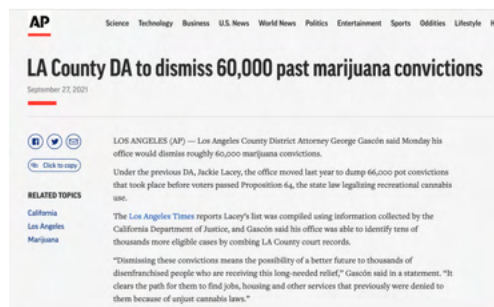 AP
Science Technology Business U.S. News World News Politics Entertainment Sports Oddities Lifestyle
LA County DA to dismiss 60,000 past marijuana convictions
September 27, 2021
Click to copy
RELATED TOPICS
California
Los Angeles
Marijuana
LOS ANGELES (AP) — Los Angeles County District Attorney George Gascón said Monday his
office would dismiss roughly 60,000 marijuana convictions.
Under the previous DA, Jackie Lacey, the office moved last year to dump 66,000 pot convictions
that took place before voters passed Proposition 64, the state law legalizing recreational cannabis
use.
The Los Angeles Times reports Lacey's list was compiled using information collected by the
California Department of Justice, and Gascón said his office was able to identify tens of
thousands more eligible cases by combing LA County court records.
“Dismissing these convictions means the possibility of a better future to thousands of
disenfranchised people who are receiving this long-needed relief,” Gascón said in a statement. “It
clears the path for them to find jobs, housing and other services that previously were denied to
them because of unjust cannabis laws.”